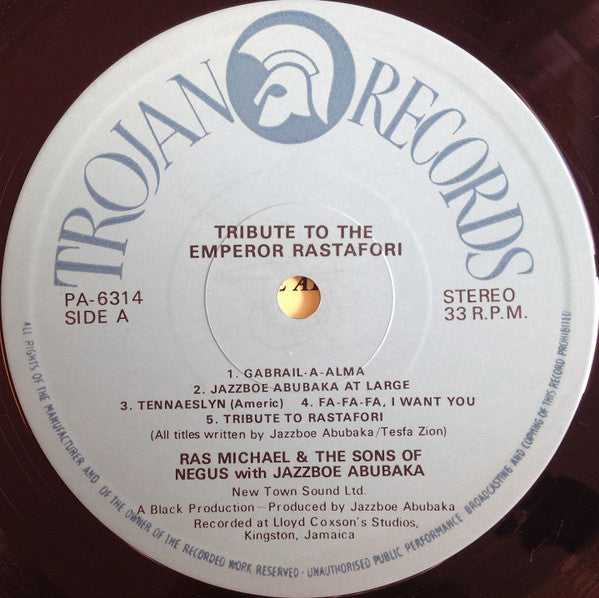 TROJAN RECORDS
TRIBUTE TO THE
EMPEROR RASTAFORI
PA-6314
SIDE A
STEREO
33 R.P.M.
1. GABRAIL-A-ALMA
2. JAZZBOE ABUBAKA AT LARGE
3. TENNAESLYN (Americ) 4. FA-FA-FA, I WANT YOU
5. TRIBUTE TO RASTAFORI
(All titles written by Jazzboe Abubaka/Tesfa Zion)
RAS MICHAEL & THE SONS OF
NEGUS with JAZZBOE ABUBAKA
New Town Sound Ltd.
A Black Production—Produced by Jazzboe Abubaka
Recorded at Lloyd Coxson's Studios,
Kingston, Jamaica
ALL RIGHTS OF THE MANUFACTURER AND OF THE OWNER OF THE RECORDED WORK RESERVED · UNAUTHORISED PUBLIC PERFORMANCE BROADCASTING AND COPYING OF THIS RECORD PROHIBITED